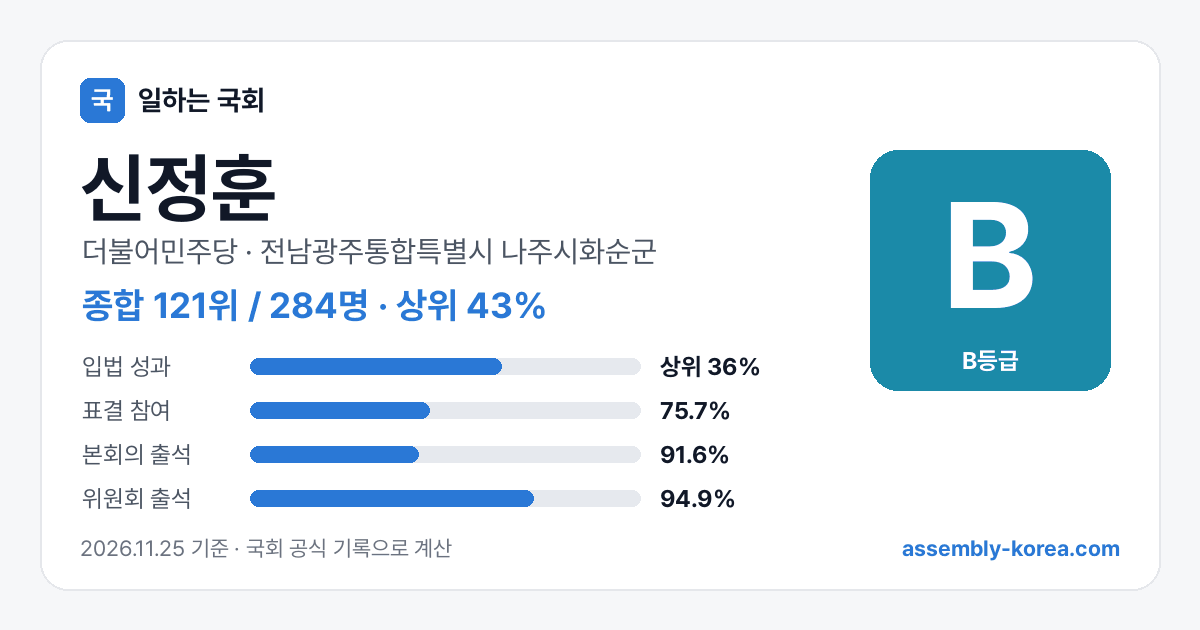 국 일하는 국회
신정훈
더불어민주당 · 전남광주통합특별시 나주시화순군
종합 121위 / 284명 · 상위 43%
B
B등급
입법 성과 상위 36%
표결 참여 75.7%
본회의 출석 91.6%
위원회 출석 94.9%
2026.11.25 기준 · 국회 공식 기록으로 계산
assembly-korea.com